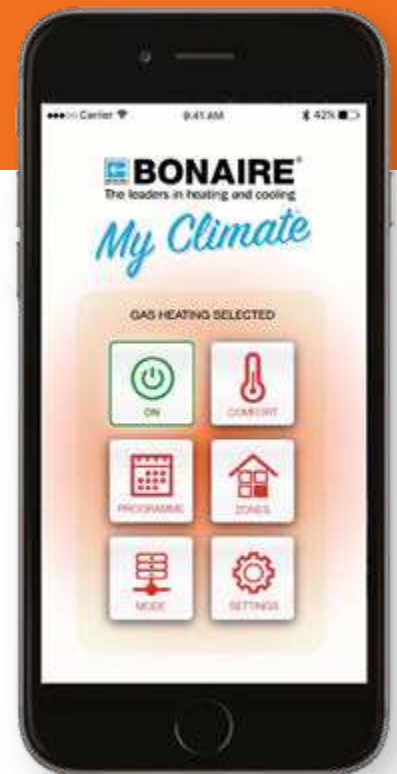 Carrier 9:41 AM 42%
BONAIRE®
The leaders in heating and cooling
My Climate
GAS HEATING SELECTED
ON COMFORT
PROGRAMME ZONES
MODE SETTINGS